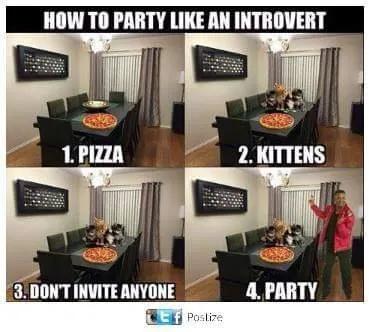 HOW TO PARTY LIKE AN INTROVERT
1. PIZZA
2. KITTENS
3. DON'T INVITE ANYONE
4. PARTY
t f Postize